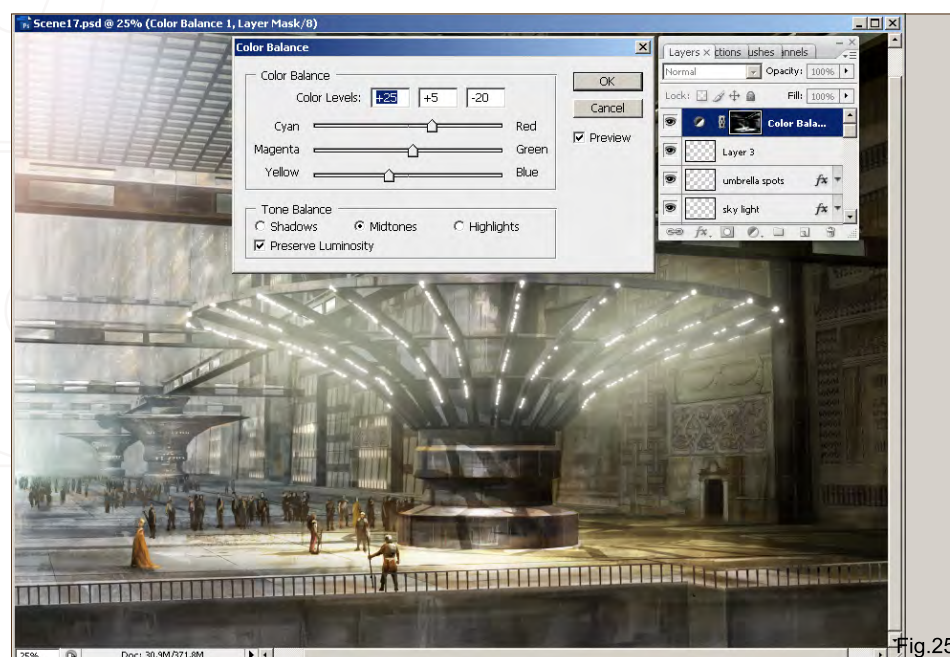 Scene17.psd @ 25% (Color Balance 1, Layer Mask/8)
Color Balance
Color Balance
Color Levels: +25 +5 -20
Cyan Red
Magenta Green
Yellow Blue
Tone Balance
Shadows Midtones Highlights
Preserve Luminosity
OK
Cancel
Preview
Layers × ctions ushes nnels
Normal Opacity: 100%
Lock: Fill: 100%
Color Bala...
Layer 3
umbrella spots fx
sky light fx
fx.
25% Doc: 30.9M/371.8M
Fig.25